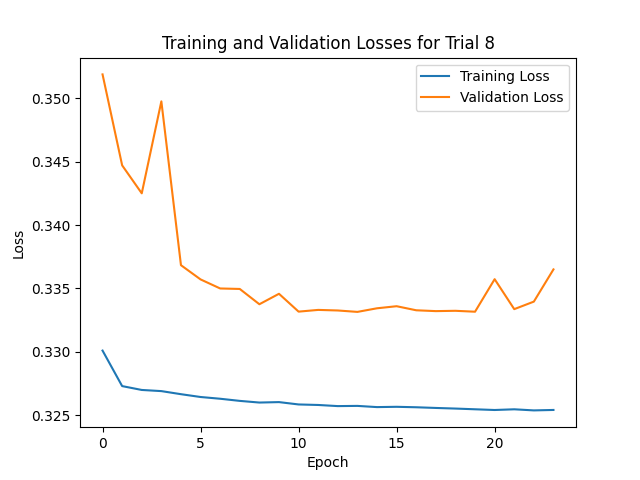 Training and Validation Losses for Trial 8
Training Loss
Validation Loss
0.350
0.345
0.340
0.335
0.330
0.325
Loss
0 5 10 15 20
Epoch